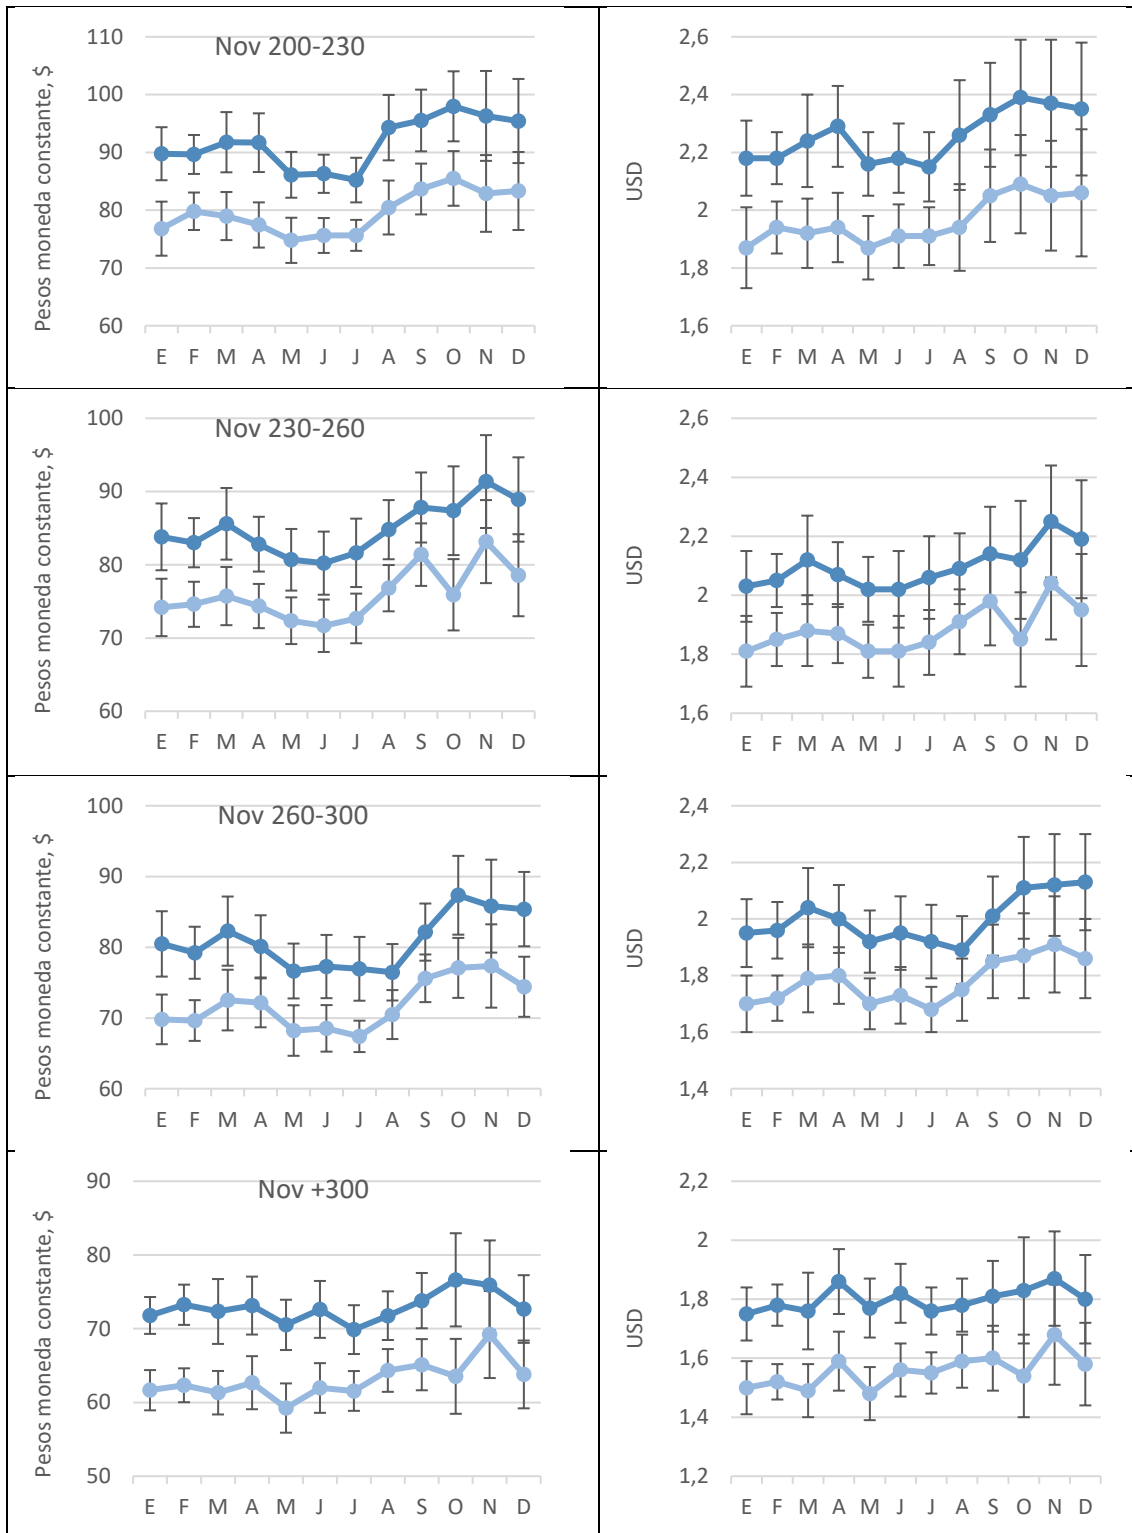 Nov 200-230
Pesos moneda constante, $
110
100
90
80
70
60
E F M A M J J A S O N D
USD
2,6
2,4
2,2
2
1,8
1,6
E F M A M J J A S O N D
Nov 230-260
Pesos moneda constante, $
100
90
80
70
60
E F M A M J J A S O N D
USD
2,6
2,4
2,2
2
1,8
1,6
E F M A M J J A S O N D
Nov 260-300
Pesos moneda constante, $
100
90
80
70
60
E F M A M J J A S O N D
USD
2,4
2,2
2
1,8
1,6
1,4
E F M A M J J A S O N D
Nov +300
Pesos moneda constante, $
90
80
70
60
50
E F M A M J J A S O N D
USD
2,2
2
1,8
1,6
1,4
1,2
E F M A M J J A S O N D